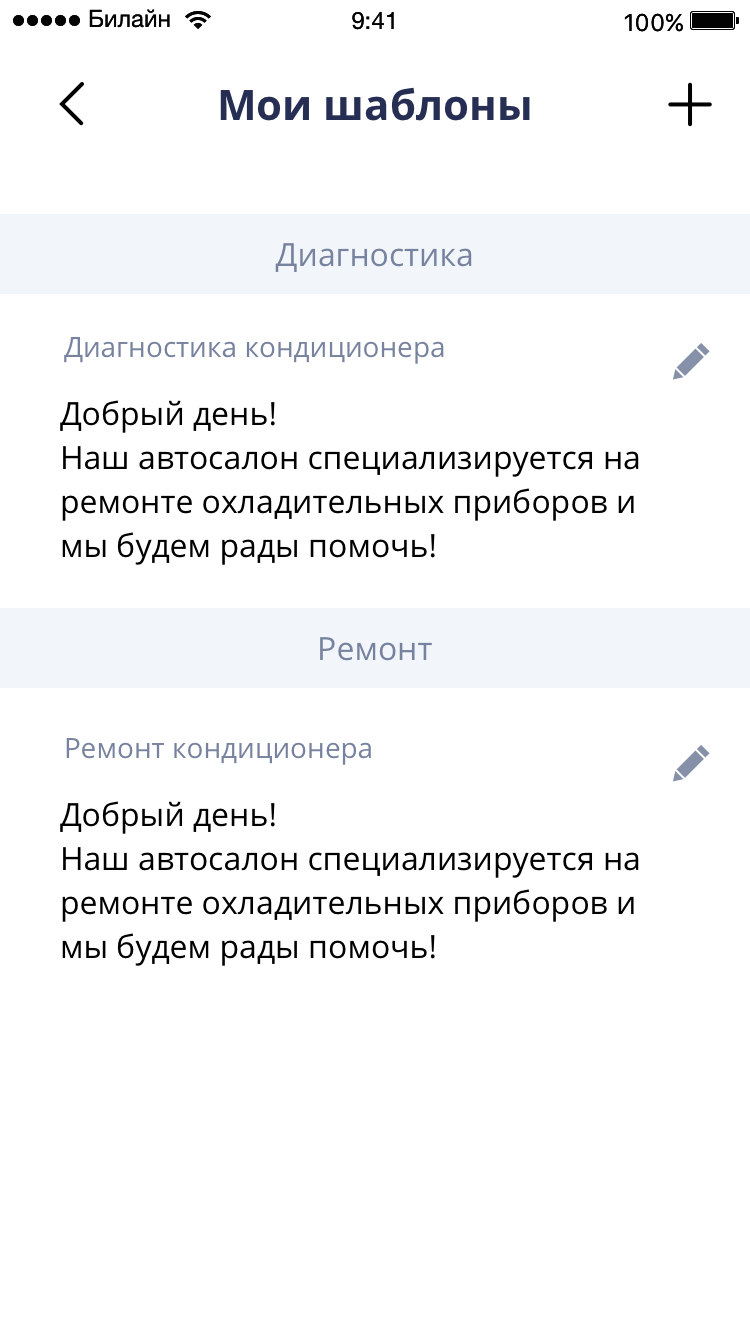 Билайн 9:41 100%
Мои шаблоны
Диагностика
Диагностика кондиционера
Добрый день!
Наш автосалон специализируется на
ремонте охладительных приборов и
мы будем рады помочь!
Ремонт
Ремонт кондиционера
Добрый день!
Наш автосалон специализируется на
ремонте охладительных приборов и
мы будем рады помочь!